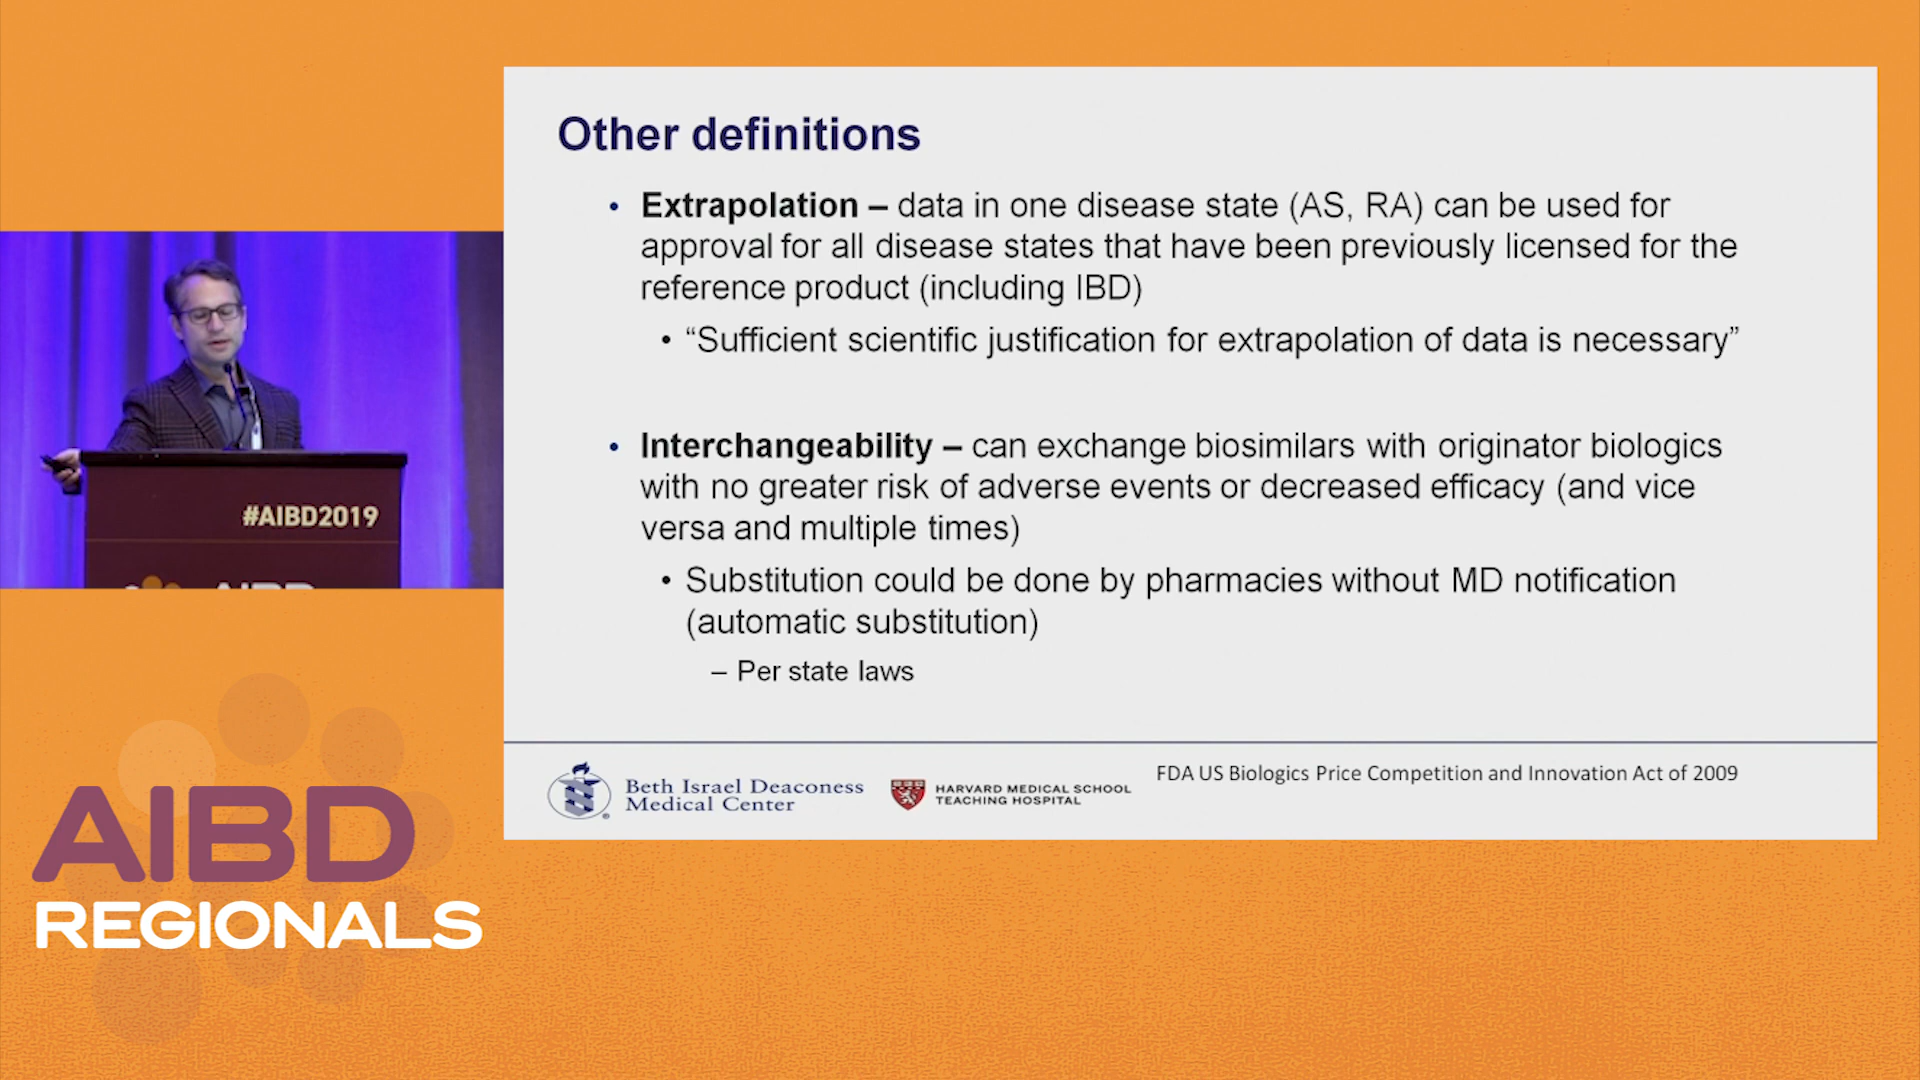 Other definitions
• Extrapolation – data in one disease state (AS, RA) can be used for
approval for all disease states that have been previously licensed for the
reference product (including IBD)
• “Sufficient scientific justification for extrapolation of data is necessary”
• Interchangeability – can exchange biosimilars with originator biologics
with no greater risk of adverse events or decreased efficacy (and vice
versa and multiple times)
• Substitution could be done by pharmacies without MD notification
(automatic substitution)
– Per state laws
Beth Israel Deaconess
Medical Center
HARVARD MEDICAL SCHOOL
TEACHING HOSPITAL
FDA US Biologics Price Competition and Innovation Act of 2009
#AIBD2019
AIBD
AIBD
REGIONALS